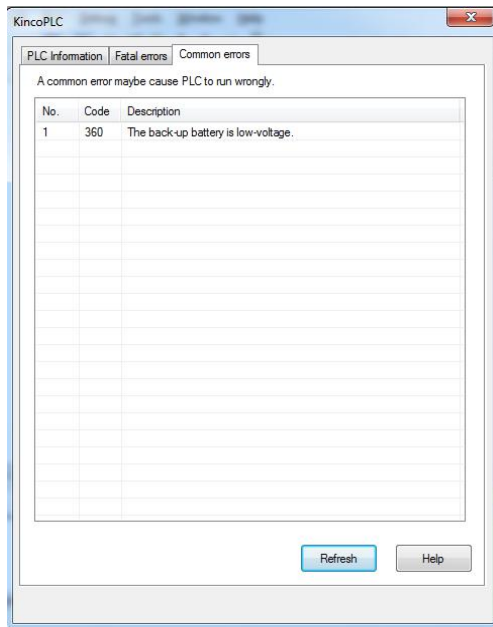 KincoPLC
PLC Information Fatal errors Common errors
A common error maybe cause PLC to run wrongly.
No. Code Description
1 360 The back-up battery is low-voltage.
Refresh Help